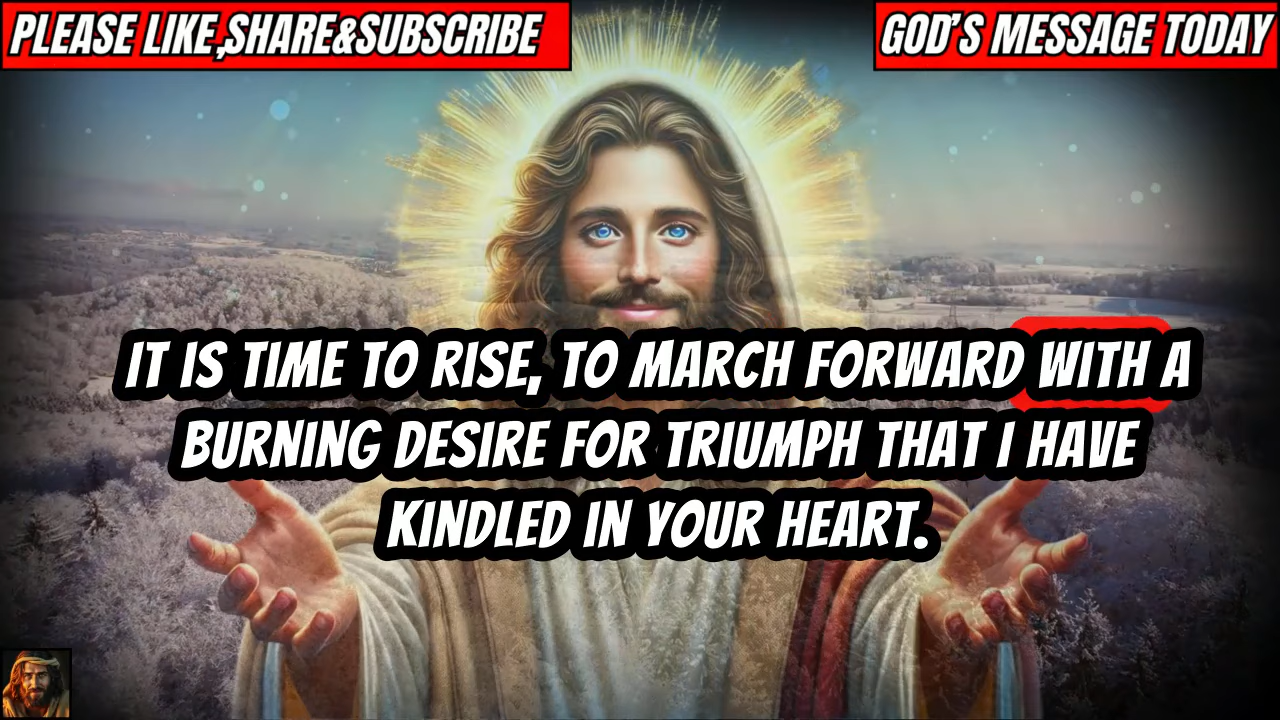 PLEASE LIKE,SHARE&SUBSCRIBE
GOD'S MESSAGE TODAY
IT IS TIME TO RISE, TO MARCH FORWARD WITH A
BURNING DESIRE FOR TRIUMPH THAT I HAVE
KINDLED IN YOUR HEART.